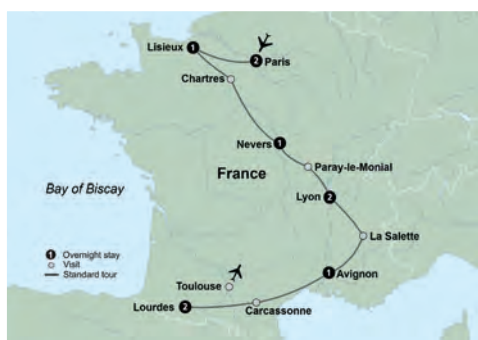 Lisieux 1
2 Paris
Chartres
Nevers 1
Paray-le-Monial
France
Bay of Biscay
Lyon 2
La Salette
1 Overnight stay
Visit
Standard tour
Toulouse
1 Avignon
Lourdes 2
Carcassonne